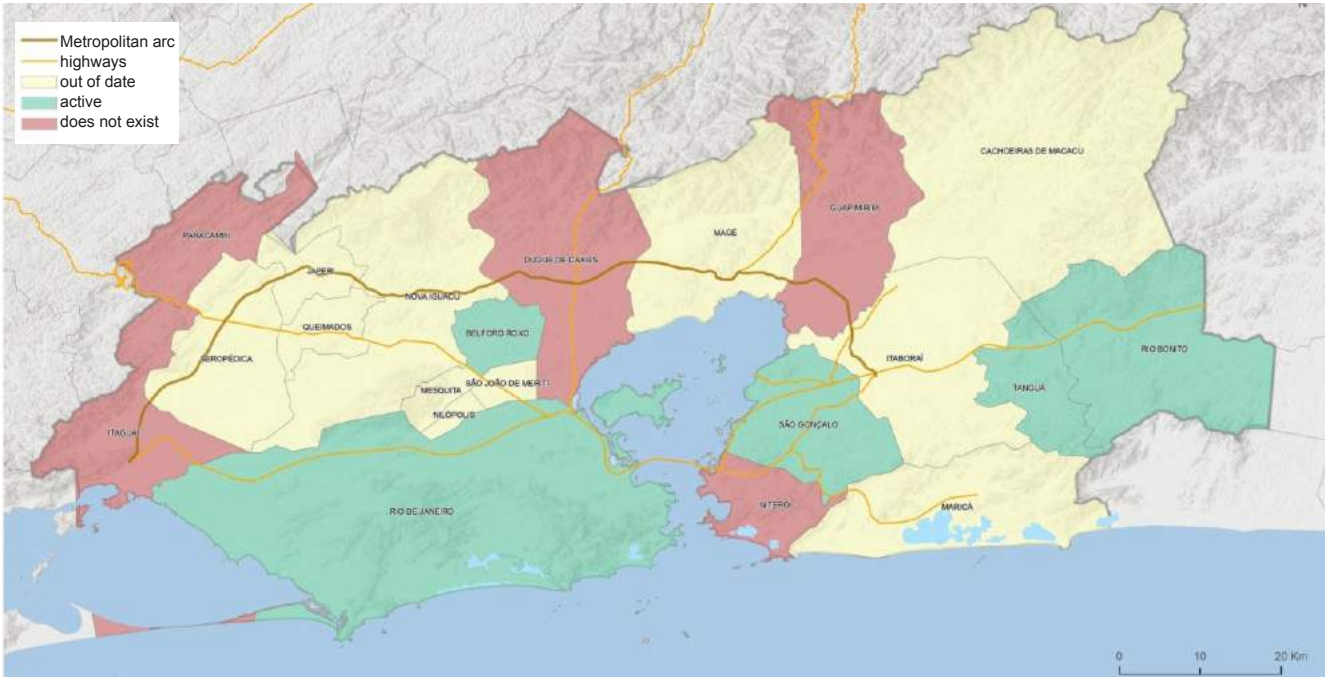 N
Metropolitan arc
highways
out of date
active
does not exist
CACHOEIRAS DE MACACU
GUAPIMIRIM
PARACAMBI
MAGÉ
DUQUE DE CAXIAS
JAPERI
NOVA IGUAÇU
QUEIMADOS
BELFORD ROXO
SEROPÉDICA
ITABORAÍ
RIO BONITO
SÃO JOÃO DE MERITI
MESQUITA
TANGUÁ
NILÓPOLIS
SÃO GONÇALO
ITAGUAÍ
NITERÓI
MARICÁ
RIO DE JANEIRO
0 10 20 Km